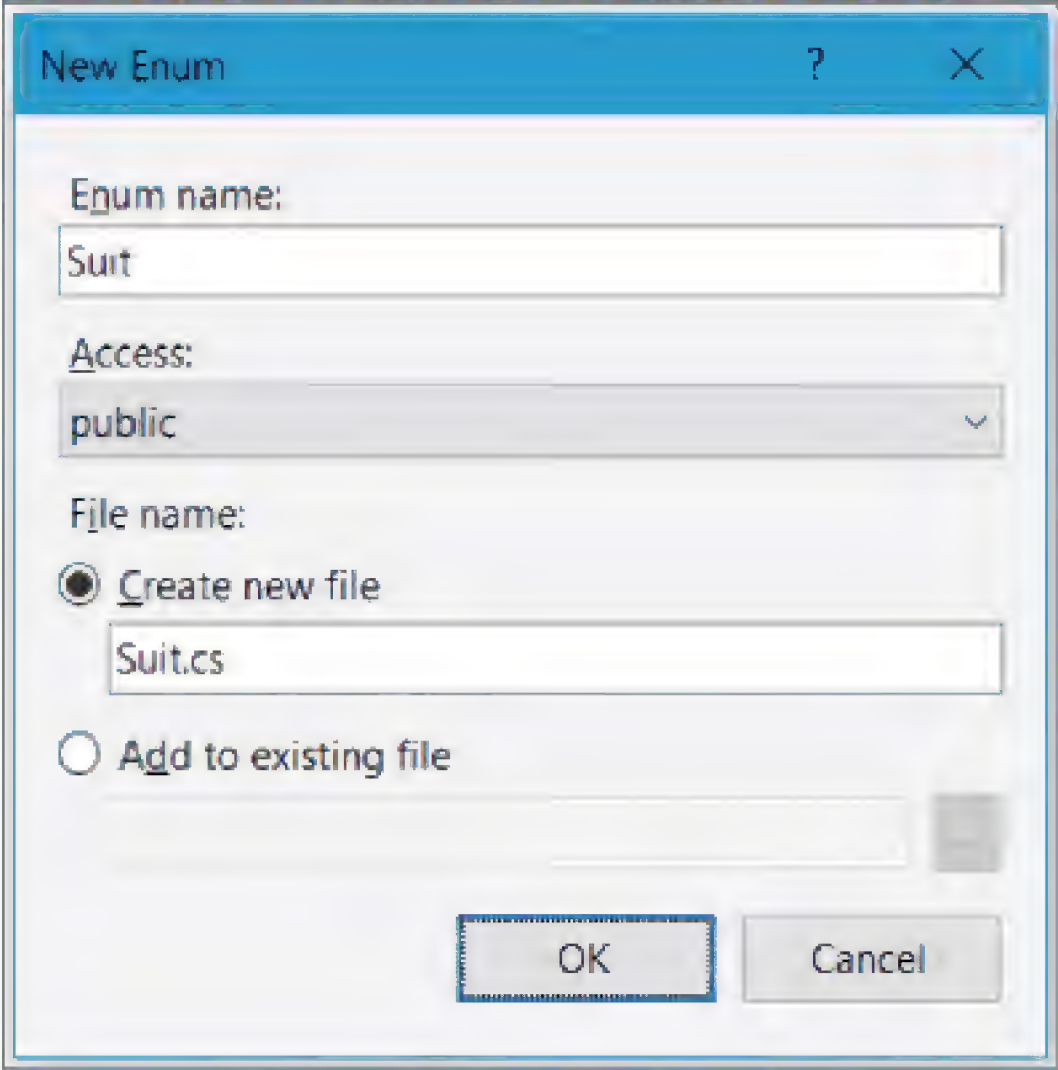 New Enum ?
Enum name:
Suit
Access:
public
File name:
Create new file
Suit.cs
Add to existing file
OK Cancel